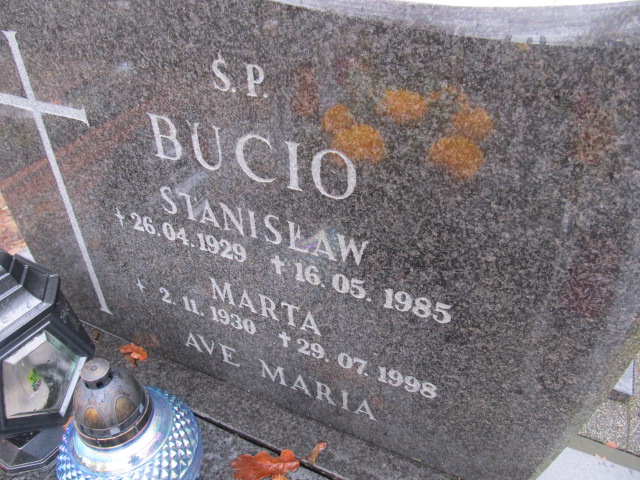 Ś.P.
BUCIO
STANISŁAW
26.04.1929 † 16.05.1985
MARTA
2.11.1930 † 29.07.1998
AVE MARIA